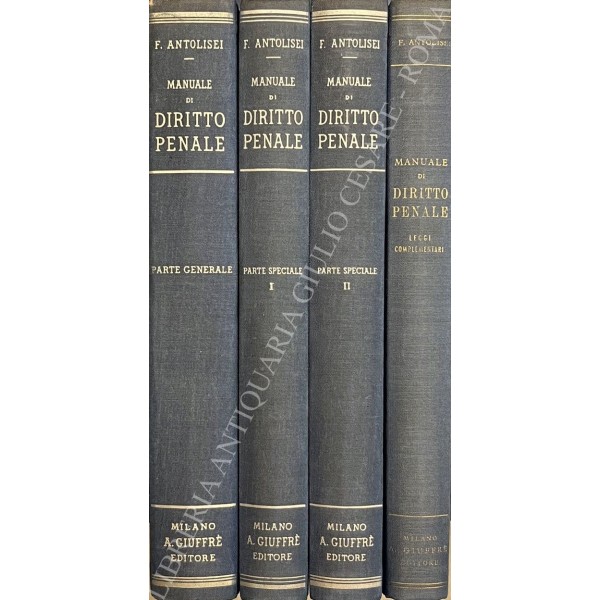 F. ANTOLISEI
MANUALE
DI
DIRITTO
PENALE
PARTE GENERALE
MILANO
A. GIUFFRÈ
EDITORE
F. ANTOLISEI
MANUALE
DI
DIRITTO
PENALE
PARTE SPECIALE
I
MILANO
A. GIUFFRÈ
EDITORE
F. ANTOLISEI
MANUALE
DI
DIRITTO
PENALE
PARTE SPECIALE
II
MILANO
A. GIUFFRÈ
EDITORE
F. ANTOLISI
MANUALE
DI
DIRITTO
PENALE
LEGGI
COMPLEMENTARI
MILANO
A. GIUFFRÈ
EDITORE
LIBRERIA ANTIQUARIA GIULIO CESARE - ROMA